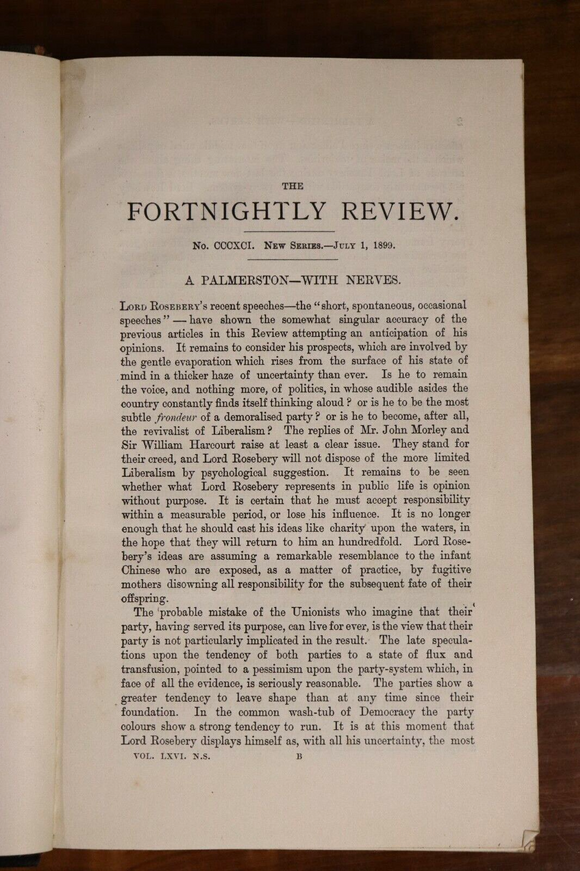 THE
FORTNIGHTLY REVIEW.
No. CCCXCI. New Series.—July 1, 1899.
A PALMERSTON—WITH NERVES.
Lord Rosebery's recent speeches—the "short, spontaneous, occasional
speeches"—have shown the somewhat singular accuracy of the
previous articles in this Review attempting an anticipation of his
opinions. It remains to consider his prospects, which are involved by
the gentle evaporation which rises from the surface of his state of
mind in a thicker haze of uncertainty than ever. Is he to remain
the voice, and nothing more, of politics, in whose audible asides the
country constantly finds itself thinking aloud? or is he to be the most
subtle frondeur of a demoralised party? or is he to become, after all,
the revivalist of Liberalism? The replies of Mr. John Morley and
Sir William Harcourt raise at least a clear issue. They stand for
their creed, and Lord Rosebery will not dispose of the more limited
Liberalism by psychological suggestion. It remains to be seen
whether what Lord Rosebery represents in public life is opinion
without purpose. It is certain that he must accept responsibility
within a measurable period, or lose his influence. It is no longer
enough that he should cast his ideas like charity upon the waters, in
the hope that they will return to him an hundredfold. Lord Rose-
bery's ideas are assuming a remarkable resemblance to the infant
Chinese who are exposed, as a matter of practice, by fugitive
mothers disowning all responsibility for the subsequent fate of their
offspring.
The probable mistake of the Unionists who imagine that their
party, having served its purpose, can live for ever, is the view that their
party is not particularly implicated in the result. The late specula-
tions upon the tendency of both parties to a state of flux and
transfusion, pointed to a pessimism upon the party-system which, in
face of all the evidence, is seriously reasonable. The parties show a
greater tendency to leave shape than at any time since their
foundation. In the common wash-tub of Democracy the party
colours show a strong tendency to run. It is at this moment that
Lord Rosebery displays himself as, with all his uncertainty, the most
VOL. LXVI. N.S. B